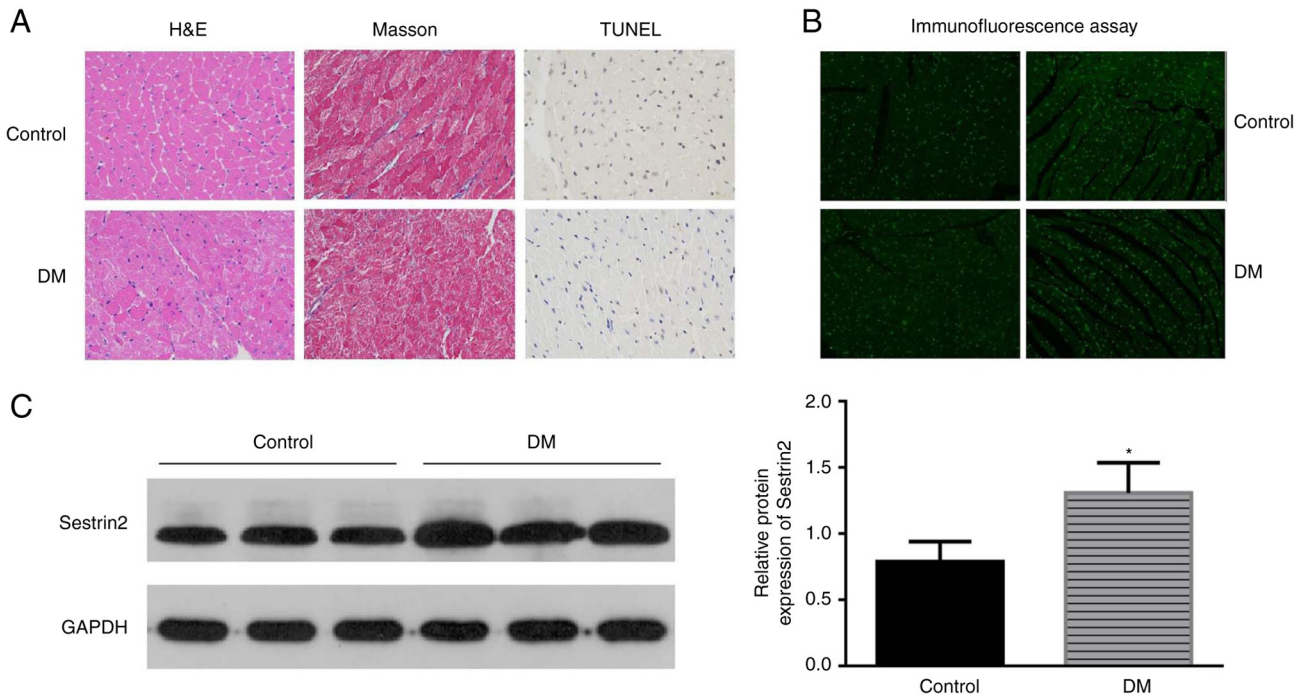 A
H&E
Masson
TUNEL
Control
DM
B
Immunofluorescence assay
Control
DM
C
Control
DM
Sestrin2
GAPDH
Relative protein
expression of Sestrin2
2.0
1.5
1.0
0.5
0.0
*
Control
DM